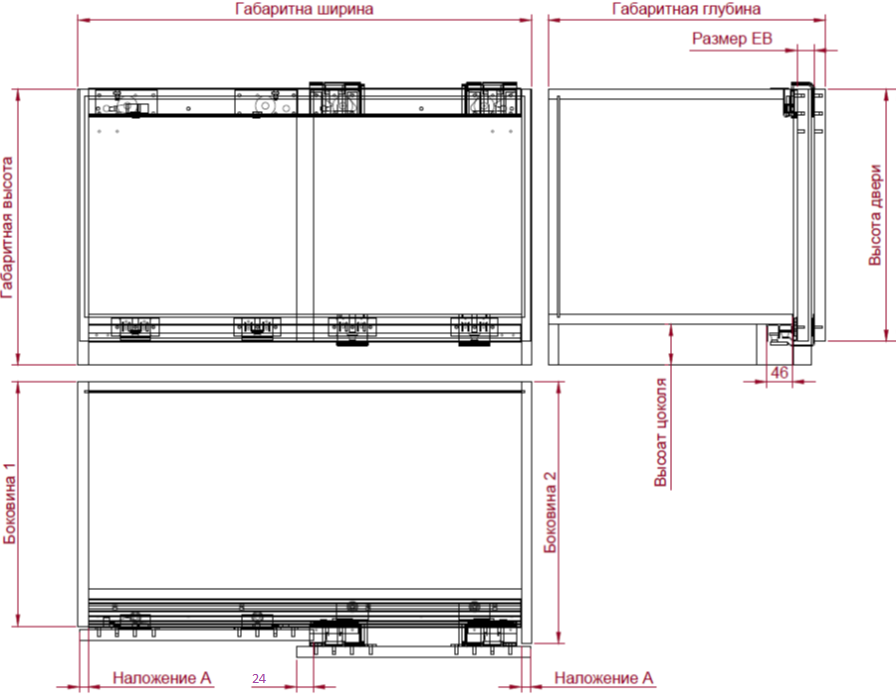 Габаритна ширина
Габаритная глубина
Размер EB
Габаритная высота
Высота двери
46
Высоат цоколя
Боковина 1
Боковина 2
Наложение A
24
Наложение A